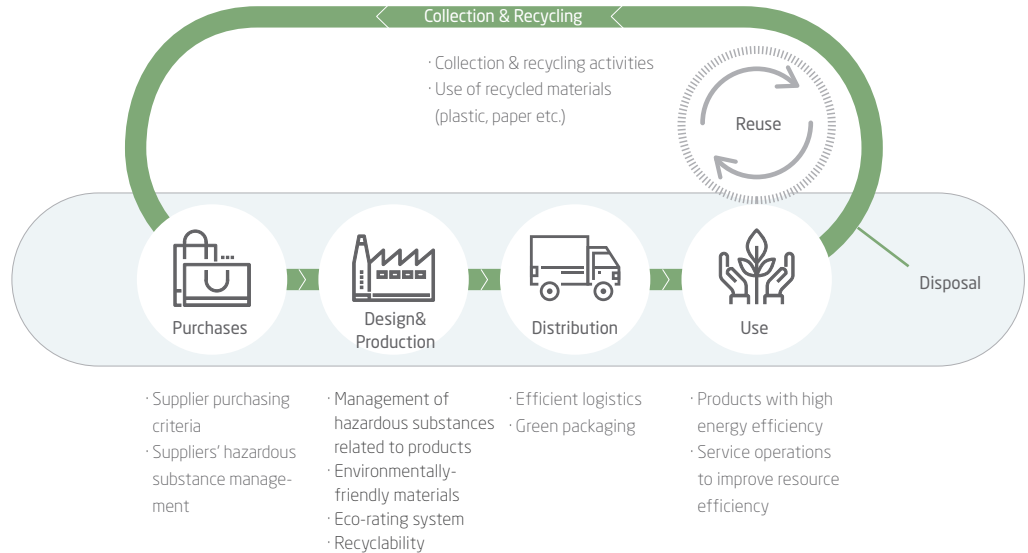 Collection & Recycling
· Collection & recycling activities
· Use of recycled materials
(plastic, paper etc.)
Reuse
Purchases
Design&
Production
Distribution
Use
Disposal
· Supplier purchasing
criteria
· Suppliers’ hazardous
substance manage-
ment
· Management of
hazardous substances
related to products
· Environmentally-
friendly materials
· Eco-rating system
· Recyclability
· Efficient logistics
· Green packaging
· Products with high
energy efficiency
· Service operations
to improve resource
efficiency